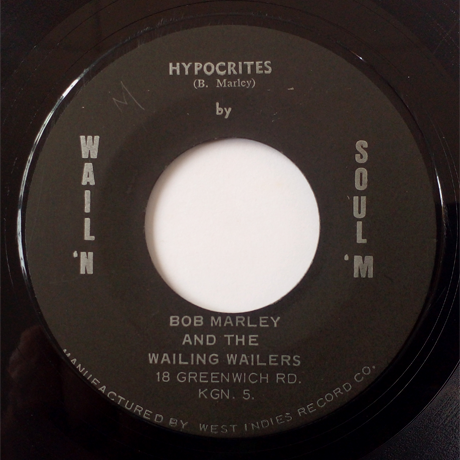 HYPOCRITES
(B. Marley)
by
WAIL'N
SOUL'M
BOB MARLEY
AND THE
WAILING WAILERS
18 GREENWICH RD.
KGN. 5.
MANUFACTURED BY WEST INDIES RECORD CO.
M